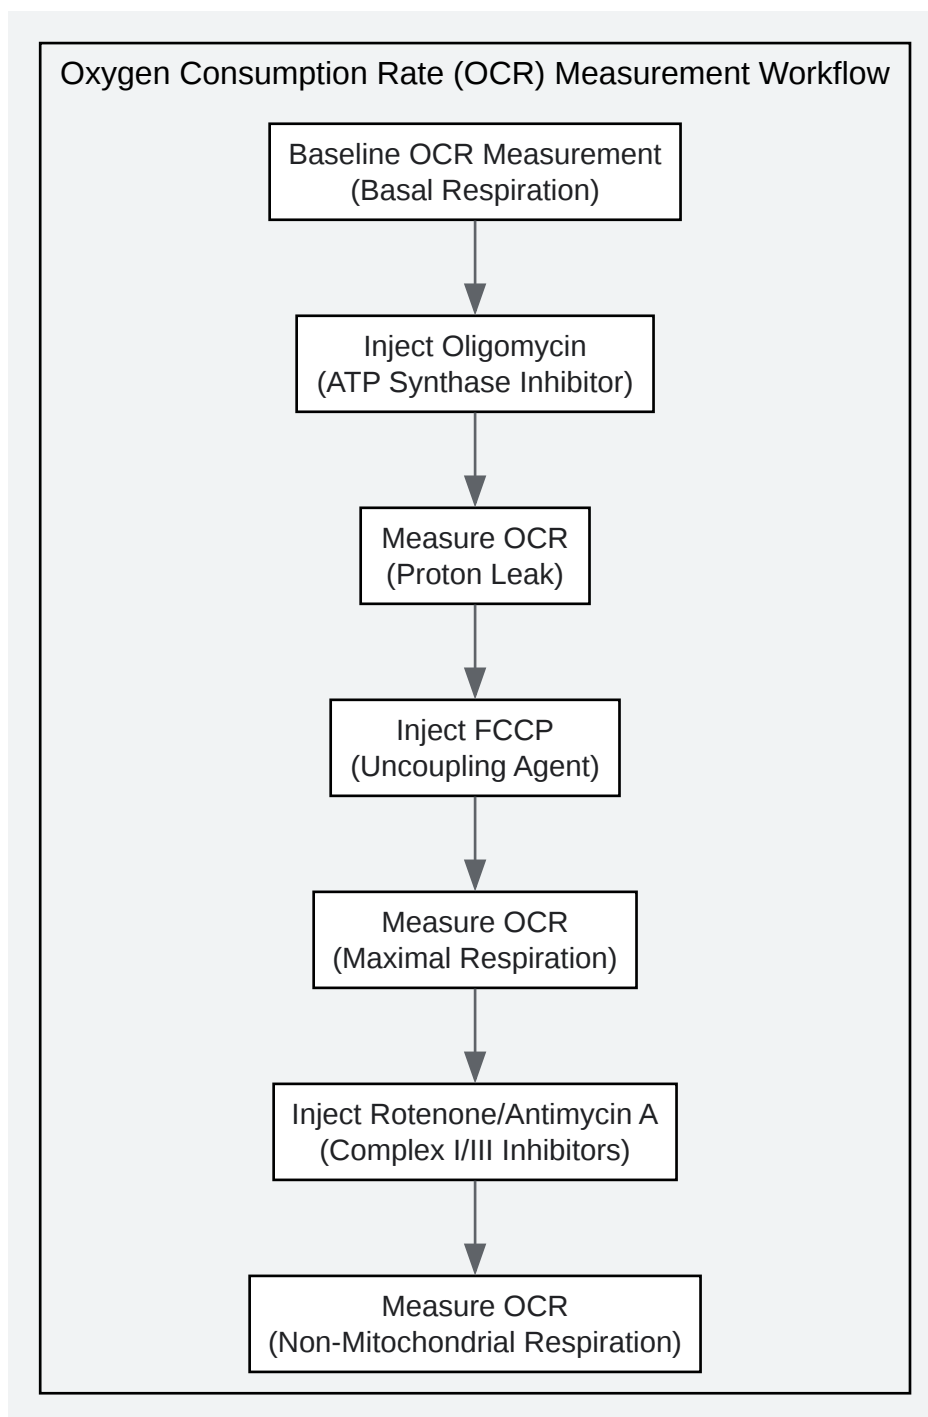 Oxygen Consumption Rate (OCR) Measurement Workflow
Baseline OCR Measurement
(Basal Respiration)
Inject Oligomycin
(ATP Synthase Inhibitor)
Measure OCR
(Proton Leak)
Inject FCCP
(Uncoupling Agent)
Measure OCR
(Maximal Respiration)
Inject Rotenone/Antimycin A
(Complex I/III Inhibitors)
Measure OCR
(Non-Mitochondrial Respiration)